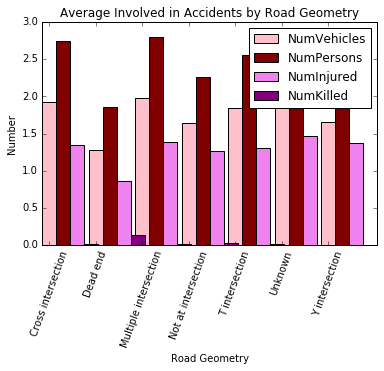 Average Involved in Accidents by Road Geometry
3.0
2.5
2.0
1.5
1.0
0.5
0.0
Number
NumVehicles
NumPersons
NumInjured
NumKilled
Cross intersection
Dead end
Multiple intersection
Not at intersection
T intersection
Unknown
Y intersection
Road Geometry